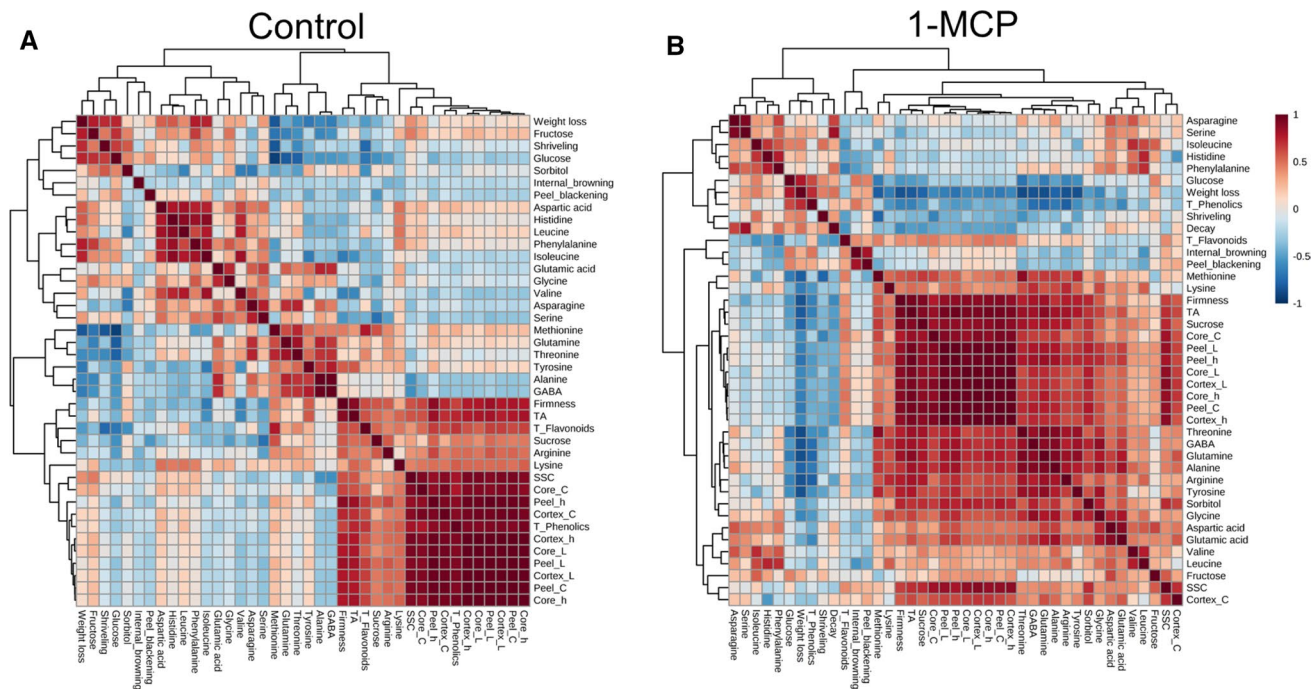 Control
1-MCP
A
B
Weight loss
Fructose
Shriveling
Glucose
Sorbitol
Internal_browning
Peel_blackening
Aspartic acid
Histidine
Leucine
Phenylalanine
Isoleucine
Glutamic acid
Glycine
Valine
Asparagine
Serine
Methionine
Glutamine
Threonine
Tyrosine
Alanine
GABA
Firmness
TA
T_Flavonoids
Sucrose
Arginine
Lysine
SSC
Core_C
Peel_h
Cortex_C
T_Phenolics
Cortex_h
Core_L
Peel_L
Cortex_L
Peel_C
Core_h
Weight loss
Fructose
Shriveling
Glucose
Sorbitol
Internal_browning
Peel_blackening
Aspartic acid
Histidine
Leucine
Phenylalanine
Isoleucine
Glutamic acid
Glycine
Valine
Asparagine
Serine
Methionine
Glutamine
Threonine
Tyrosine
Alanine
GABA
Firmness
TA
T_Flavonoids
Sucrose
Arginine
Lysine
SSC
Core_C
Peel_h
Cortex_C
T_Phenolics
Cortex_h
Core_L
Peel_L
Cortex_L
Peel_C
Core_h
Asparagine
Serine
Isoleucine
Histidine
Phenylalanine
Glucose
Weight loss
T_Phenolics
Shriveling
Decay
T_Flavonoids
Internal_browning
Peel_blackening
Methionine
Lysine
Firmness
TA
Sucrose
Core_C
Peel_L
Peel_h
Core_L
Cortex_L
Core_h
Peel_C
Cortex_h
Threonine
GABA
Glutamine
Alanine
Arginine
Tyrosine
Sorbitol
Glycine
Aspartic acid
Glutamic acid
Valine
Leucine
Fructose
SSC
Cortex_C
Asparagine
Serine
Isoleucine
Histidine
Phenylalanine
Glucose
Weight loss
T_Phenolics
Shriveling
Decay
T_Flavonoids
Internal_browning
Peel_blackening
Methionine
Lysine
Firmness
TA
Sucrose
Core_C
Peel_L
Peel_h
Core_L
Cortex_L
Core_h
Peel_C
Cortex_h
Threonine
GABA
Glutamine
Alanine
Arginine
Tyrosine
Sorbitol
Glycine
Aspartic acid
Glutamic acid
Valine
Leucine
Fructose
SSC
Cortex_C
1
0.5
0
-0.5
-1